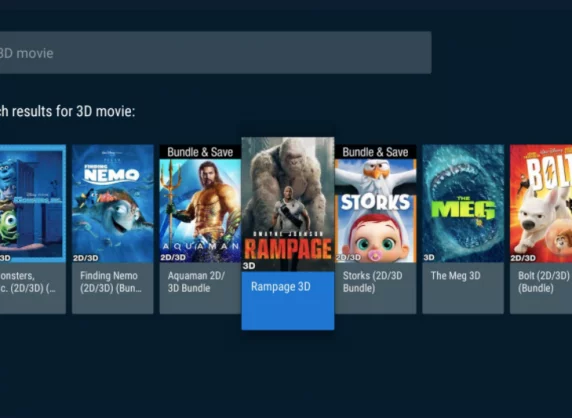 3D movie
ch results for 3D movie:
3D
onsters,
c. (2D/3D) (...
FINDING
NEMO
2D/3D
Finding Nemo
(2D/3D) (Bun...
Bundle & Save
AQUAMAN
2D/3D
Aquaman 2D/
3D Bundle
DWAYNE JOHNSON
RAMPAGE
3D
Rampage 3D
Bundle & Save
STORKS
2D/3D
Storks (2D/3D
Bundle)
THE
MEG
3D
The Meg 3D
BOLT
2D/3D
Bolt (2D/3D)
(Bundle)